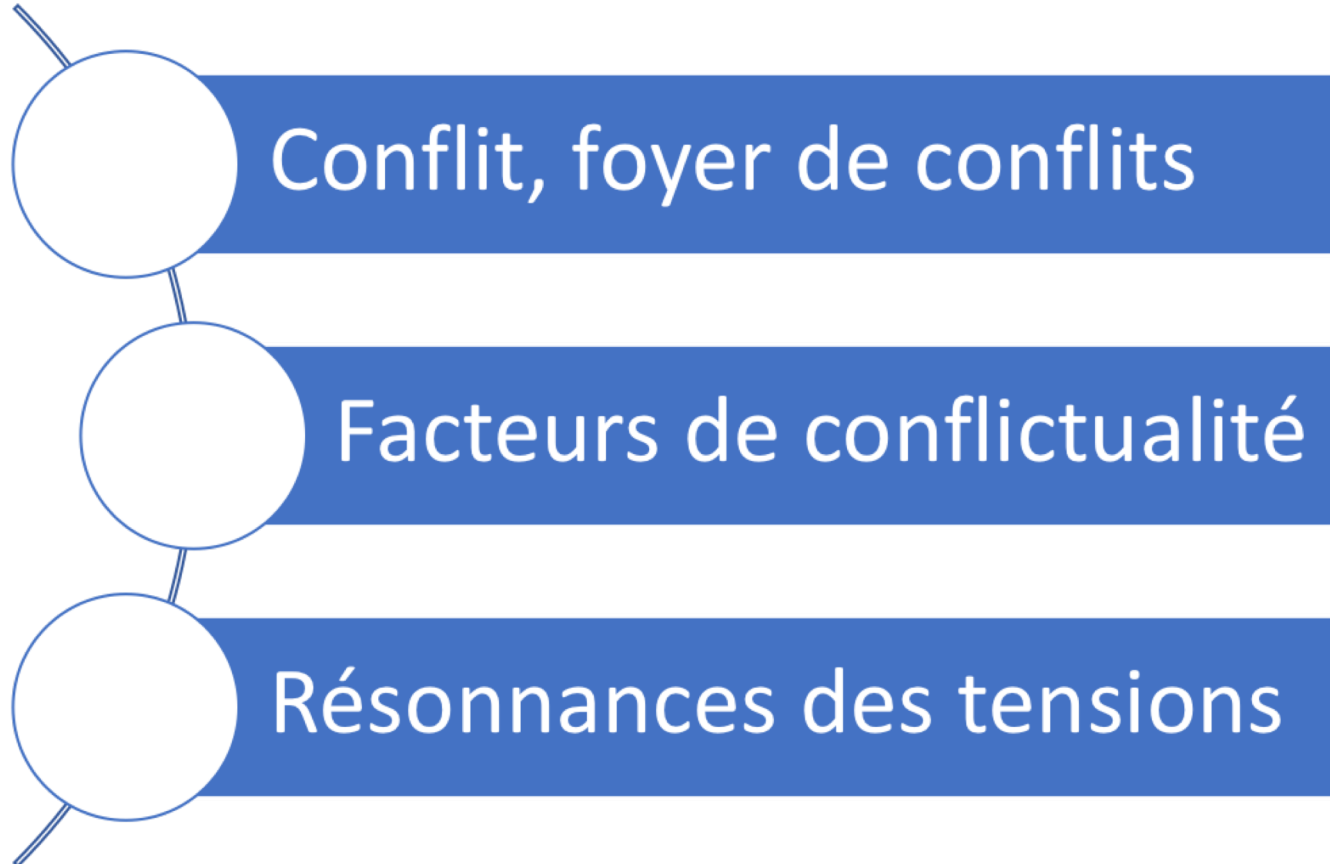 Conflit, foyer de conflits
Facteurs de conflictualité
Résonnances des tensions